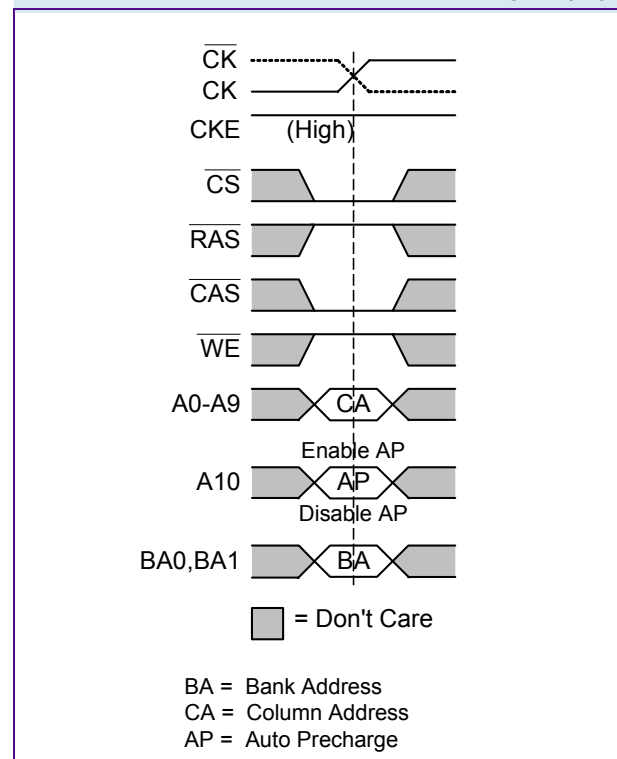 CK
CK
CKE (High)
CS
RAS
CAS
WE
A0-A9 CA
Enable AP
A10 AP
Disable AP
BA0,BA1 BA
= Don't Care
BA = Bank Address
CA = Column Address
AP = Auto Precharge